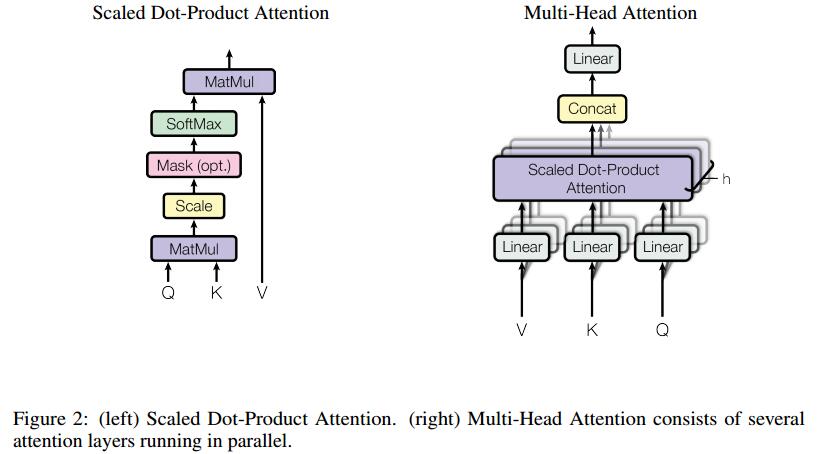 Scaled Dot-Product Attention
MatMul
SoftMax
Mask (opt.)
Scale
MatMul
Q K V
Multi-Head Attention
Linear
Concat
Scaled Dot-Product
Attention
h
Linear Linear Linear
V K Q
Figure 2: (left) Scaled Dot-Product Attention. (right) Multi-Head Attention consists of several
attention layers running in parallel.